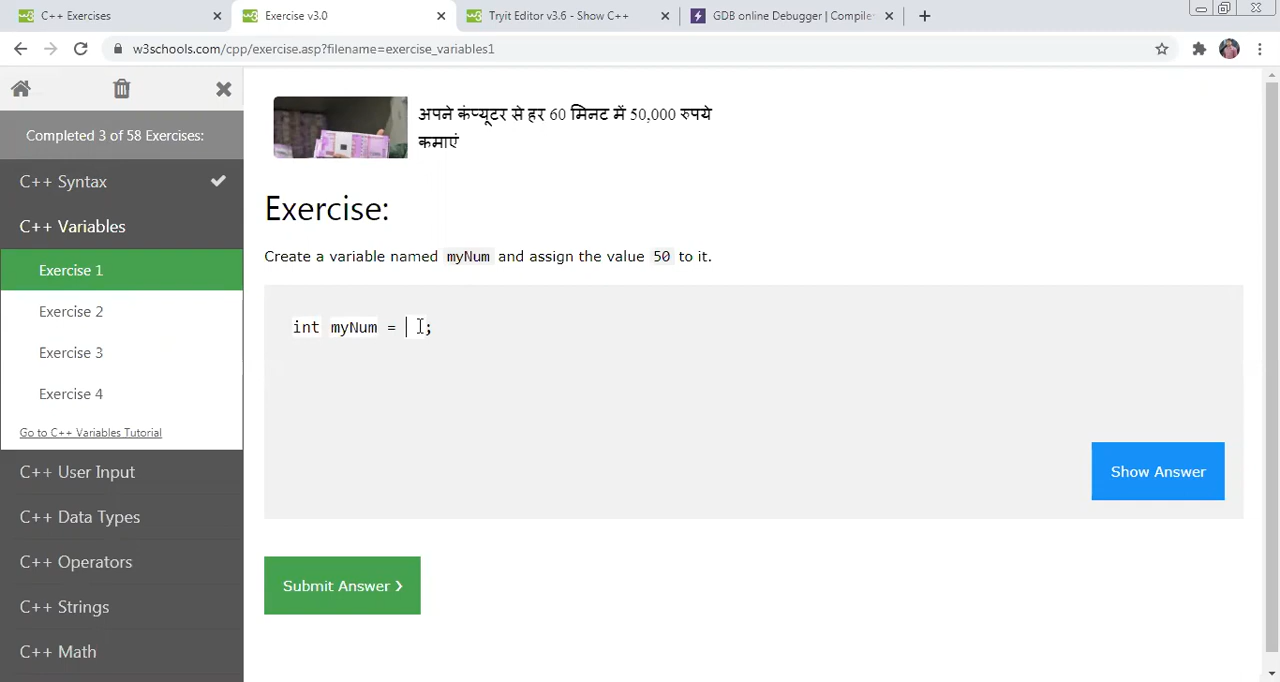 C++ Exercises
Exercise v3.0
Tryit Editor v3.6 - Show C++
GDB online Debugger | Compiler
w3schools.com/cpp/exercise.asp?filename=exercise_variables1
Completed 3 of 58 Exercises:
C++ Syntax
C++ Variables
Exercise 1
Exercise 2
Exercise 3
Exercise 4
Go to C++ Variables Tutorial
C++ User Input
C++ Data Types
C++ Operators
C++ Strings
C++ Math
अपने कंप्यूटर से हर 60 मिनट में 50,000 रुपये
कमाएं
Exercise:
Create a variable named myNum and assign the value 50 to it.
int myNum = ;
Show Answer
Submit Answer ❯